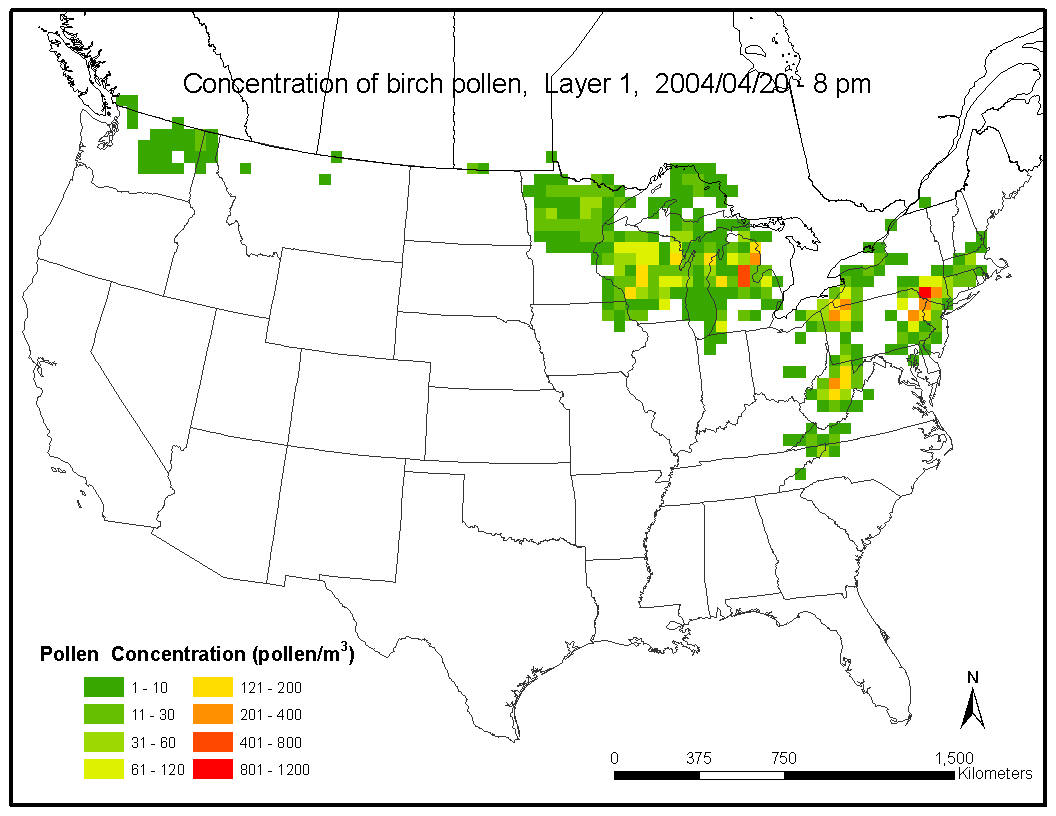 Concentration of birch pollen, Layer 1, 2004/04/20 - 8 pm
Pollen Concentration (pollen/m3)
1 - 10
11 - 30
31 - 60
61 - 120
121 - 200
201 - 400
401 - 800
801 - 1200
N
0 375 750 1,500
Kilometers